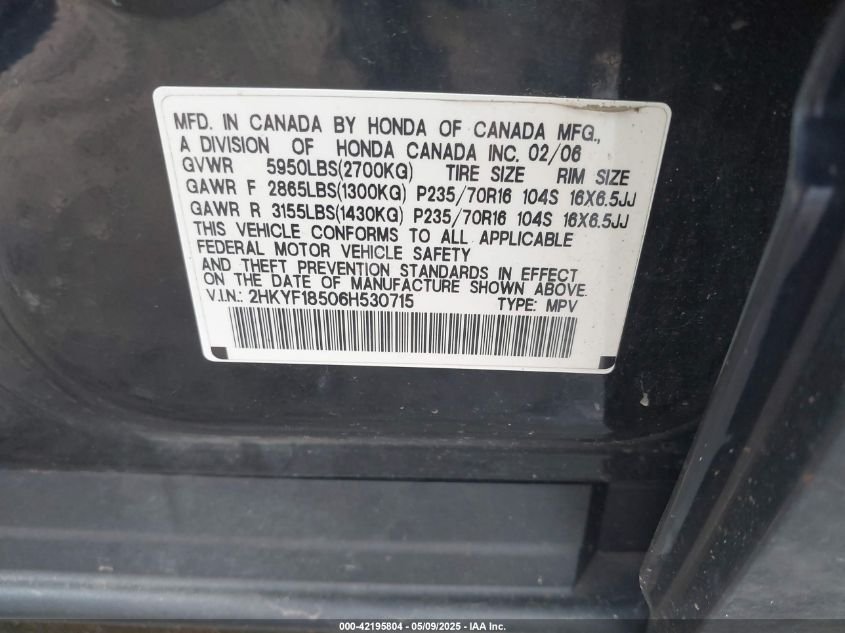 MFD. IN CANADA BY HONDA OF CANADA MFG.,
A DIVISION OF HONDA CANADA INC. 02/06
GVWR 5950LBS(2700KG) TIRE SIZE RIM SIZE
GAWR F 2865LBS(1300KG) P235/70R16 104S 16X6.5JJ
GAWR R 3155LBS(1430KG) P235/70R16 104S 16X6.5JJ
THIS VEHICLE CONFORMS TO ALL APPLICABLE
FEDERAL MOTOR VEHICLE SAFETY
AND THEFT PREVENTION STANDARDS IN EFFECT
ON THE DATE OF MANUFACTURE SHOWN ABOVE.
V.I.N.: 2HKYF18506H530715 TYPE: MPV
000-42195804 - 05/09/2025 - IAA Inc.